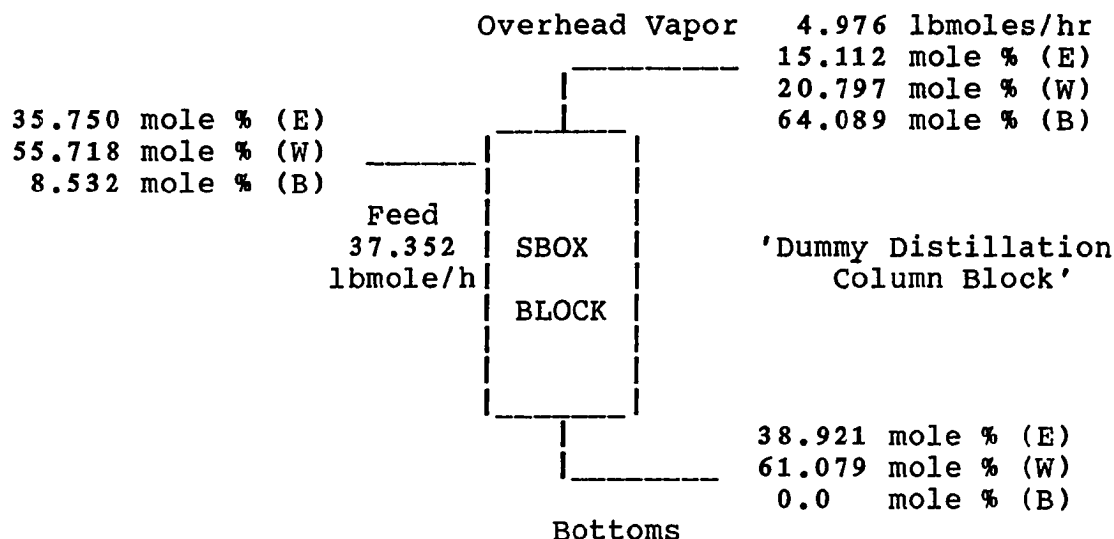 Overhead Vapor 4.976 lbmoles/hr
15.112 mole % (E)
20.797 mole % (W)
64.089 mole % (B)
35.750 mole % (E)
55.718 mole % (W)
8.532 mole % (B)
Feed
37.352
lbmole/h
SBOX
BLOCK
'Dummy Distillation
Column Block'
38.921 mole % (E)
61.079 mole % (W)
0.0 mole % (B)
Bottoms